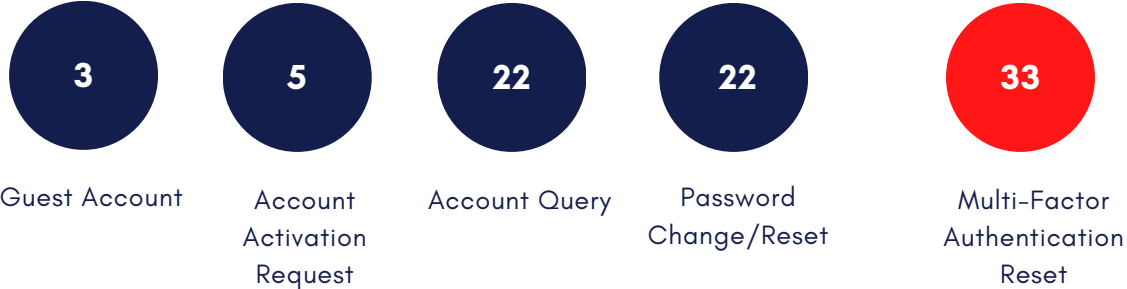 3
5
22
22
33
Guest Account
Account
Activation
Request
Account Query
Password
Change/Reset
Multi-Factor
Authentication
Reset